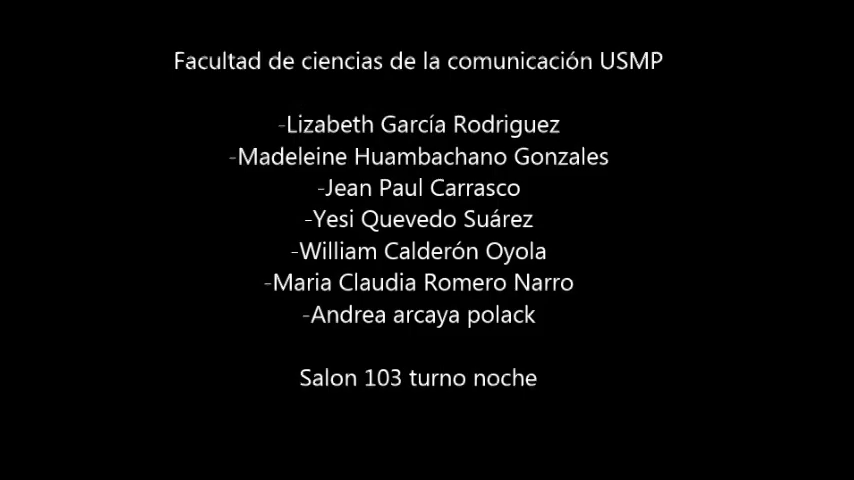 Facultad de ciencias de la comunicación USMP
-Lizabeth García Rodriguez
-Madeleine Huambachano Gonzales
-Jean Paul Carrasco
-Yesi Quevedo Suárez
-William Calderón Oyola
-Maria Claudia Romero Narro
-Andrea arcaya polack
Salon 103 turno noche